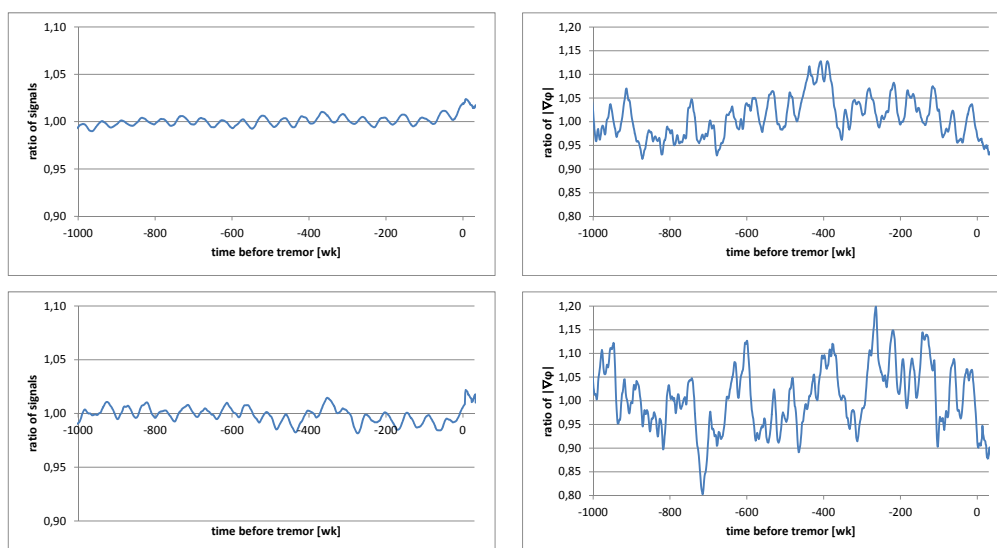 1,10
1,05
1,00
0,95
0,90
ratio of signals
-1000 -800 -600 -400 -200 0
time before tremor [wk]
1,20
1,15
1,10
1,05
1,00
0,95
0,90
0,85
0,80
ratio of |∇φ|
-1000 -800 -600 -400 -200 0
time before tremor [wk]
1,10
1,05
1,00
0,95
0,90
ratio of signals
-1000 -800 -600 -400 -200 0
time before tremor [wk]
1,20
1,15
1,10
1,05
1,00
0,95
0,90
0,85
0,80
ratio of |∇φ|
-1000 -800 -600 -400 -200 0
time before tremor [wk]